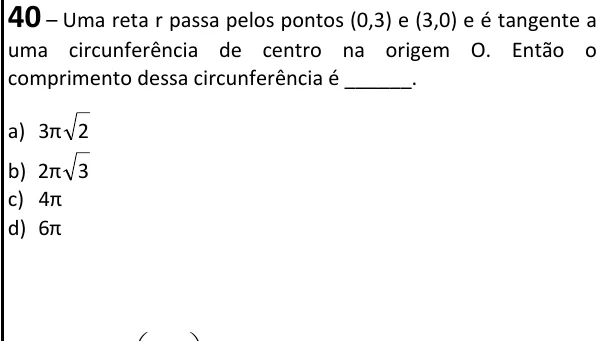 40 – Uma reta r passa pelos pontos (0,3) e (3,0) e é tangente a
uma circunferência de centro na origem O. Então o
comprimento dessa circunferência é ______.
a) 3π√2
b) 2π√3
c) 4π
d) 6π